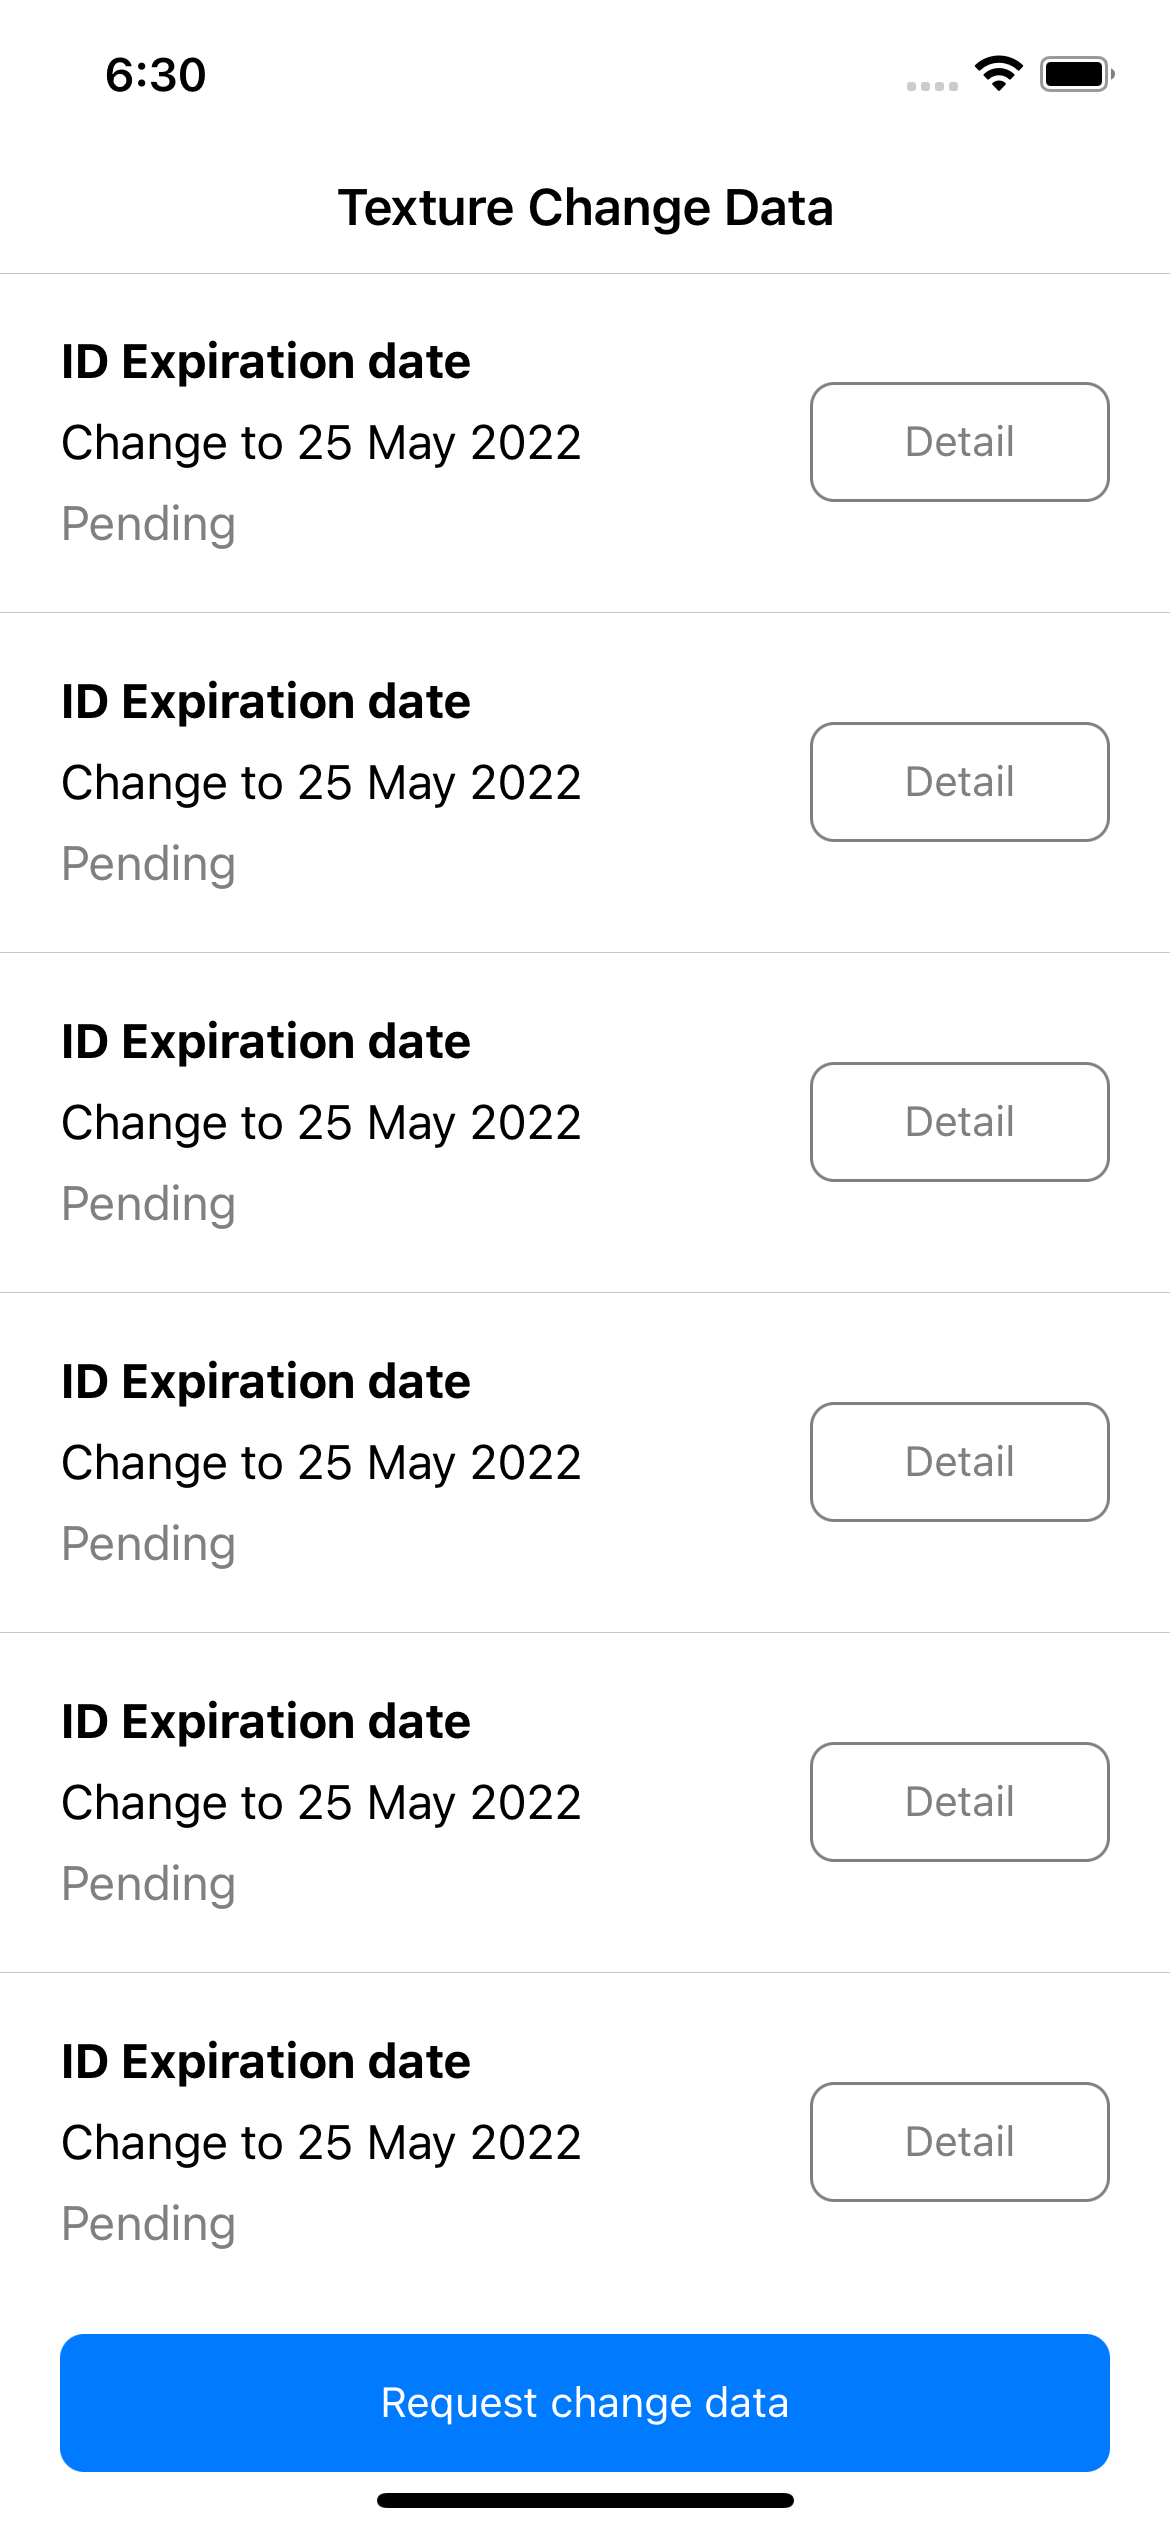 6:30
Texture Change Data
ID Expiration date
Change to 25 May 2022
Detail
Pending
ID Expiration date
Change to 25 May 2022
Detail
Pending
ID Expiration date
Change to 25 May 2022
Detail
Pending
ID Expiration date
Change to 25 May 2022
Detail
Pending
ID Expiration date
Change to 25 May 2022
Detail
Pending
ID Expiration date
Change to 25 May 2022
Detail
Pending
Request change data